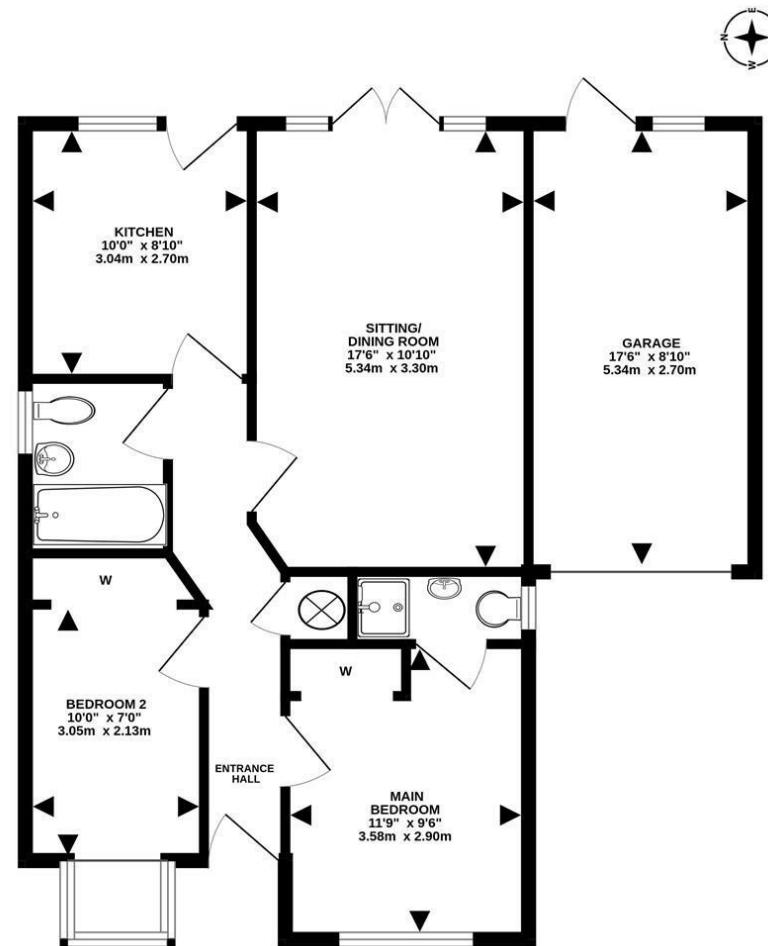 N
E
W
KITCHEN
10'0" x 8'10"
3.04m x 2.70m
SITTING/
DINING ROOM
17'6" x 10'10"
5.34m x 3.30m
GARAGE
17'6" x 8'10"
5.34m x 2.70m
W
W
BEDROOM 2
10'0" x 7'0"
3.05m x 2.13m
ENTRANCE
HALL
MAIN
BEDROOM
11'9" x 9'6"
3.58m x 2.90m